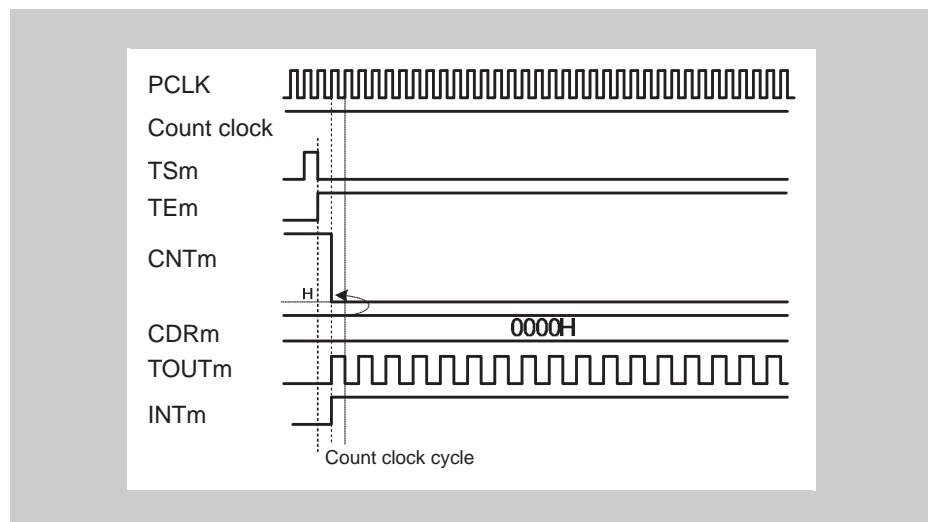 PCLK
Count clock
TSm
TEm
CNTm
H
CDRm
0000H
TOUTm
INTm
Count clock cycle